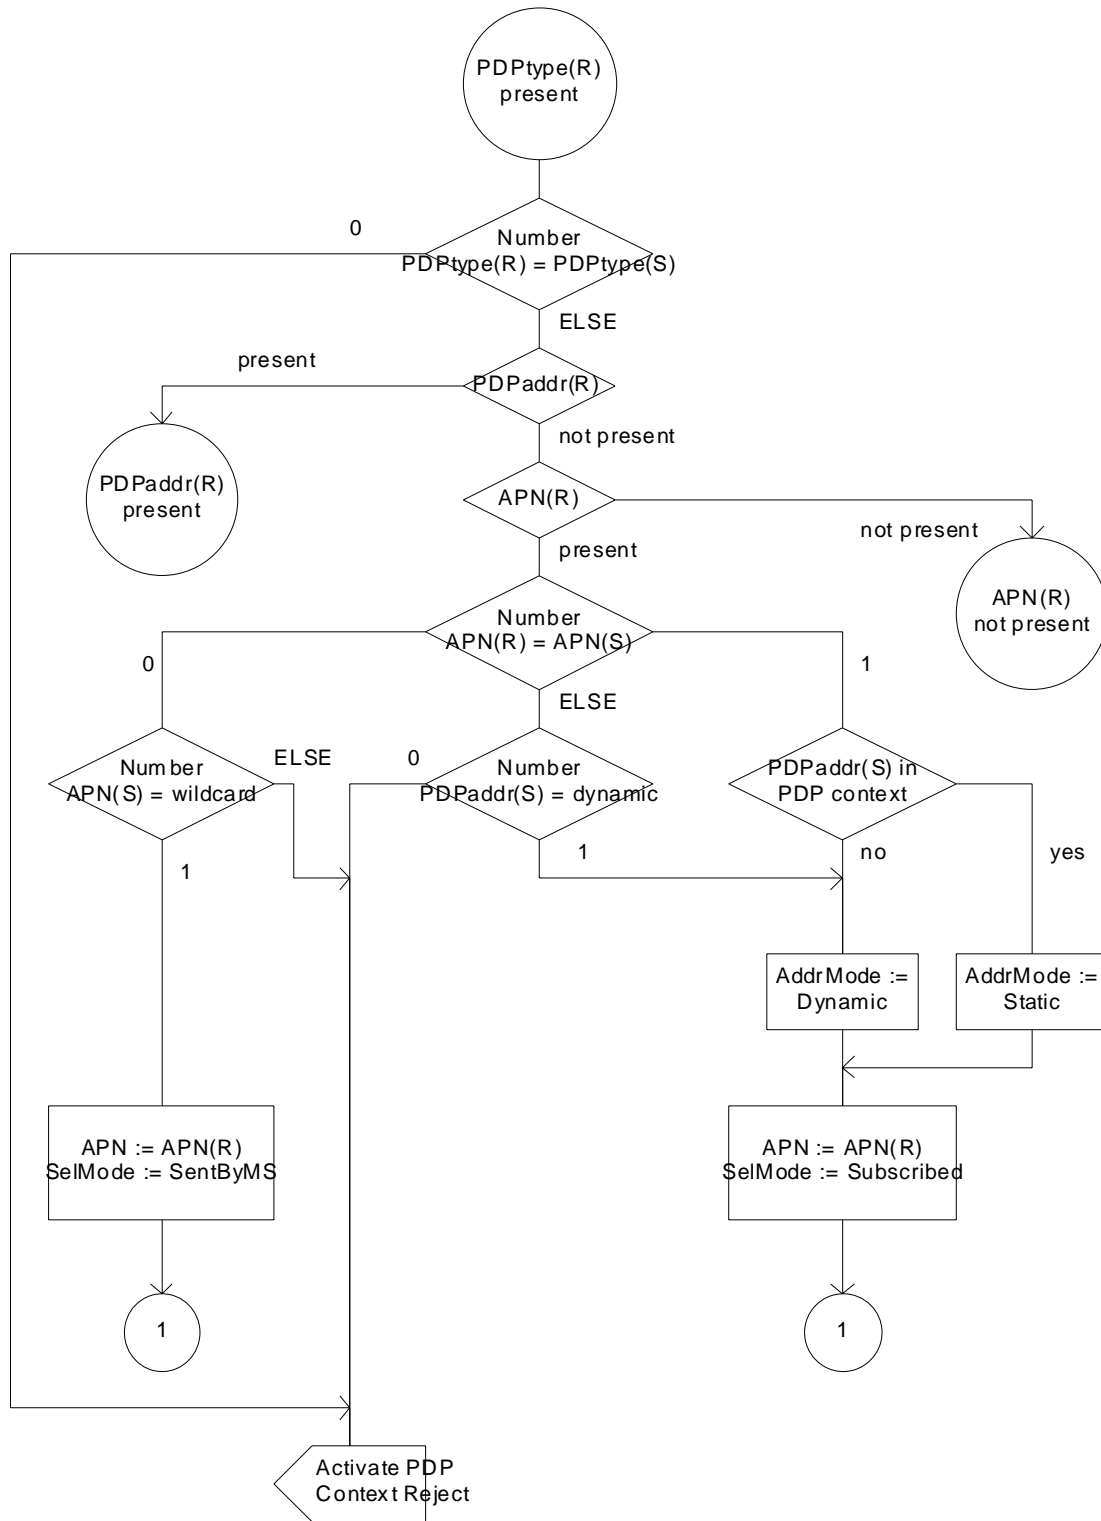 PDPtype(R)
present
0
Number
PDPtype(R) = PDPtype(S)
ELSE
present
PDPaddr(R)
not present
PDPaddr(R)
present
APN(R)
not present
present
APN(R)
not present
Number
APN(R) = APN(S)
0
1
ELSE
Number
APN(S) = wildcard
ELSE
0
Number
PDPaddr(S) = dynamic
PDPaddr(S) in
PDP context
1
1
no
yes
AddrMode :=
Dynamic
AddrMode :=
Static
APN := APN(R)
SelMode := SentByMS
APN := APN(R)
SelMode := Subscribed
1
1
Activate PDP
Context Reject